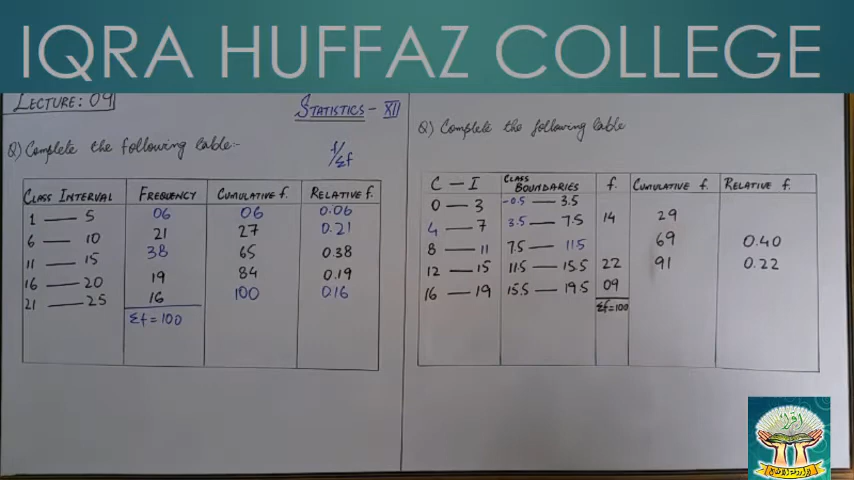 IQRA HUFFAZ COLLEGE
LECTURE: 09
STATISTICS - XI
Q) Complete the following table:-
f/Σf
CLASS INTERVAL FREQUENCY CUMULATIVE f. RELATIVE f.
1 — 5 06 06 0.06
6 — 10 21 27 0.21
11 — 15 38 65 0.38
16 — 20 19 84 0.19
21 — 25 16 100 0.16
Σf = 100
Q) Complete the following table
C — I CLASS BOUNDARIES f. CUMULATIVE f. RELATIVE f.
0 — 3 -0.5 — 3.5
4 — 7 3.5 — 7.5 14 29
8 — 11 7.5 — 11.5 69 0.40
12 — 15 11.5 — 15.5 22 91 0.22
16 — 19 15.5 — 19.5 09
Σf=100